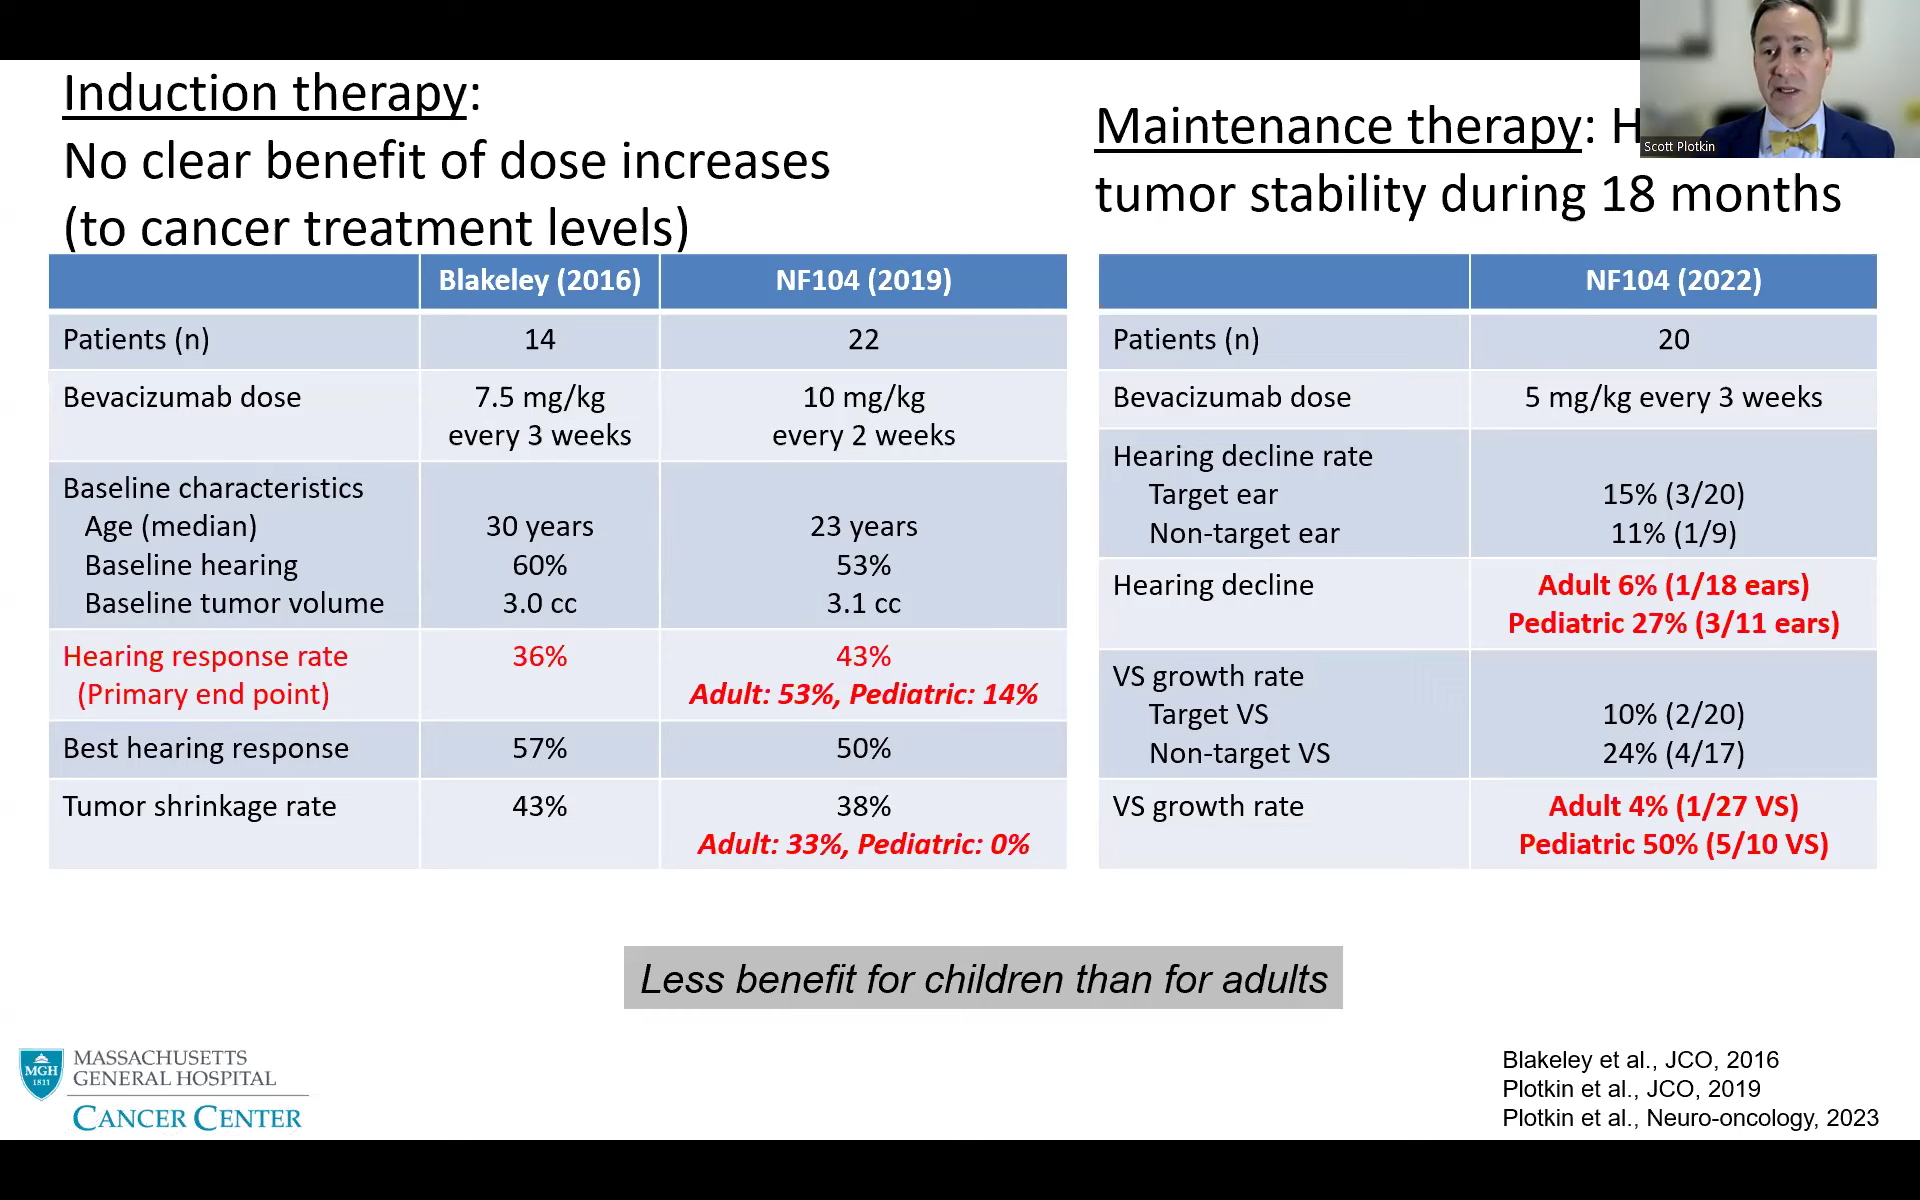 Induction therapy:
No clear benefit of dose increases
(to cancer treatment levels)
Maintenance therapy:
tumor stability during 18 months
Scott Plotkin
Blakeley (2016) NF104 (2019)
Patients (n) 14 22
Bevacizumab dose 7.5 mg/kg 10 mg/kg
every 3 weeks every 2 weeks
Baseline characteristics
Age (median) 30 years 23 years
Baseline hearing 60% 53%
Baseline tumor volume 3.0 cc 3.1 cc
Hearing response rate 36% 43%
(Primary end point) Adult: 53%, Pediatric: 14%
Best hearing response 57% 50%
Tumor shrinkage rate 43% 38%
Adult: 33%, Pediatric: 0%
NF104 (2022)
Patients (n) 20
Bevacizumab dose 5 mg/kg every 3 weeks
Hearing decline rate
Target ear 15% (3/20)
Non-target ear 11% (1/9)
Hearing decline Adult 6% (1/18 ears)
Pediatric 27% (3/11 ears)
VS growth rate
Target VS 10% (2/20)
Non-target VS 24% (4/17)
VS growth rate Adult 4% (1/27 VS)
Pediatric 50% (5/10 VS)
Less benefit for children than for adults
MGH
1811
MASSACHUSETTS
GENERAL HOSPITAL
CANCER CENTER
Blakeley et al., JCO, 2016
Plotkin et al., JCO, 2019
Plotkin et al., Neuro-oncology, 2023